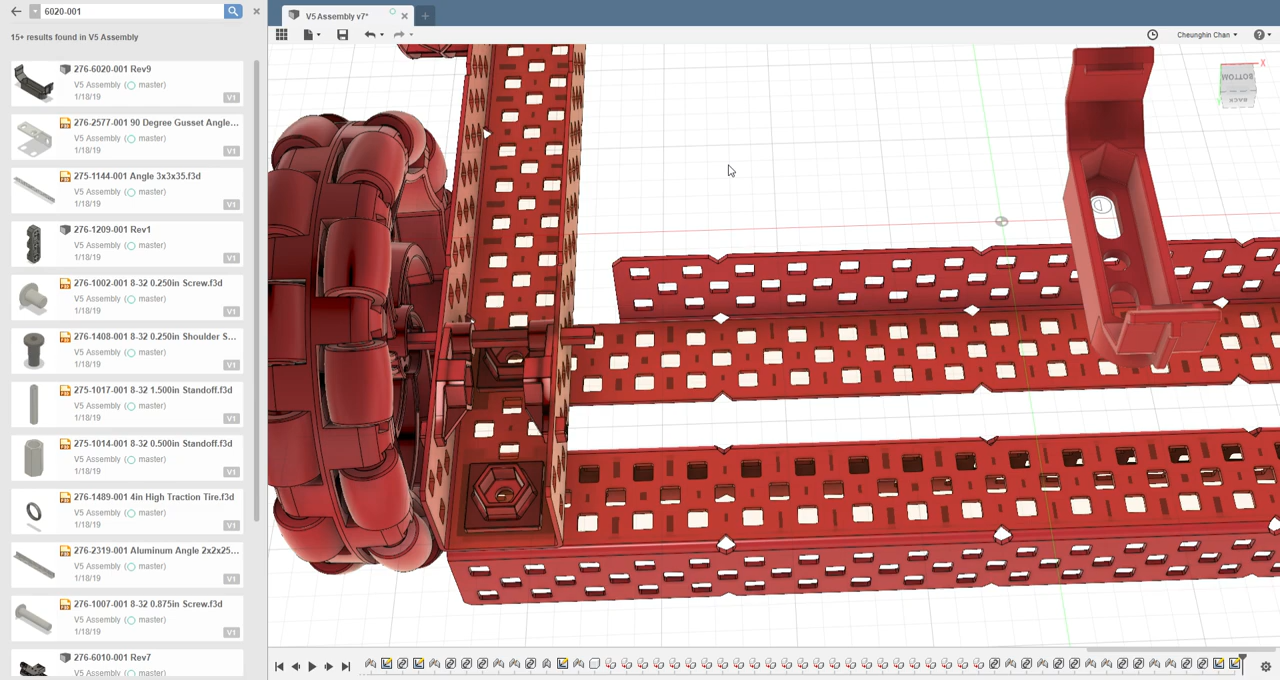 6020-001
15+ results found in V5 Assembly
276-6020-001 Rev9
V5 Assembly (master)
1/18/19
V1
276-2577-001 90 Degree Gusset Angle...
V5 Assembly (master)
1/18/19
V1
275-1144-001 Angle 3x3x35.f3d
V5 Assembly (master)
1/18/19
V1
276-1209-001 Rev1
V5 Assembly (master)
1/18/19
V1
276-1002-001 8-32 0.250in Screw.f3d
V5 Assembly (master)
1/18/19
V1
276-1408-001 8-32 0.250in Shoulder S...
V5 Assembly (master)
1/18/19
V1
275-1017-001 8-32 1.500in Standoff.f3d
V5 Assembly (master)
1/18/19
V1
275-1014-001 8-32 0.500in Standoff.f3d
V5 Assembly (master)
1/18/19
V1
276-1489-001 4in High Traction Tire.f3d
V5 Assembly (master)
1/18/19
V1
276-2319-001 Aluminum Angle 2x2x25...
V5 Assembly (master)
1/18/19
V1
276-1007-001 8-32 0.875in Screw.f3d
V5 Assembly (master)
1/18/19
V1
276-6010-001 Rev7
V5 Assembly (master)
V5 Assembly v7*
Cheunghin Chan
X
BOTTOM
BACK